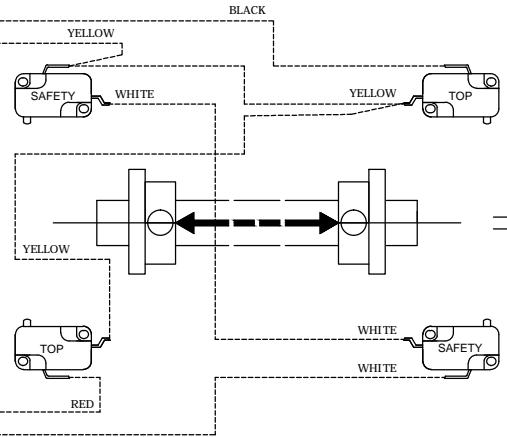 BLACK
YELLOW
SAFETY
WHITE
YELLOW
TOP
YELLOW
WHITE
TOP
SAFETY
WHITE
RED